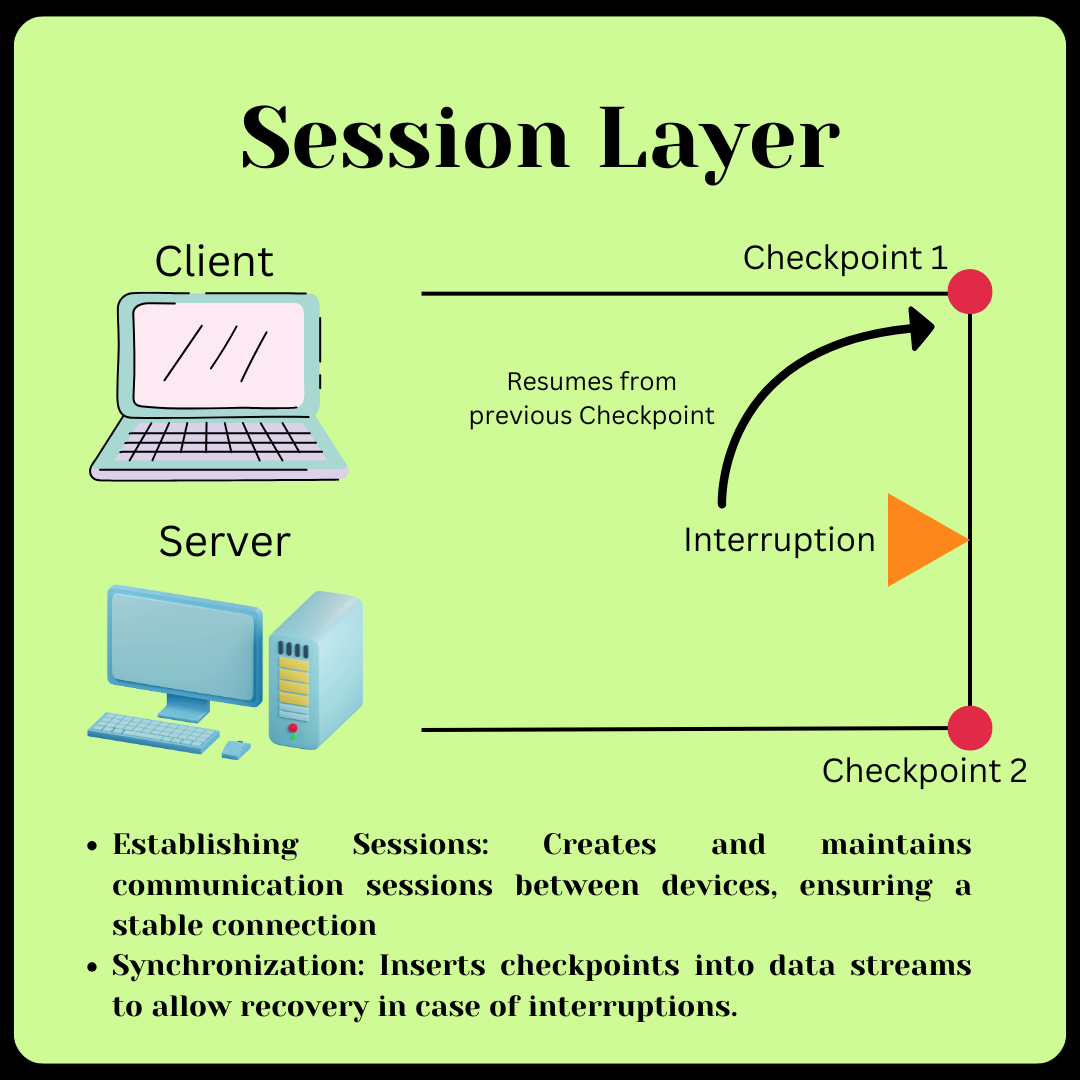 Session Layer
Client
Checkpoint 1
Resumes from
previous Checkpoint
Server
Interruption
Checkpoint 2
• Establishing Sessions: Creates and maintains
communication sessions between devices, ensuring a
stable connection
• Synchronization: Inserts checkpoints into data streams
to allow recovery in case of interruptions.